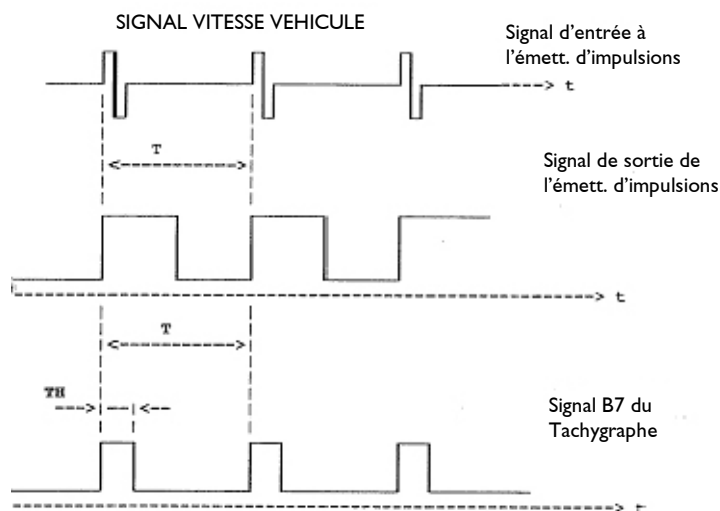 SIGNAL VITESSE VEHICULE
Signal d'entrée à
l'émett. d'impulsions
t
T
Signal de sortie de
l'émett. d'impulsions
t
T
TH
Signal B7 du
Tachygraphe
t